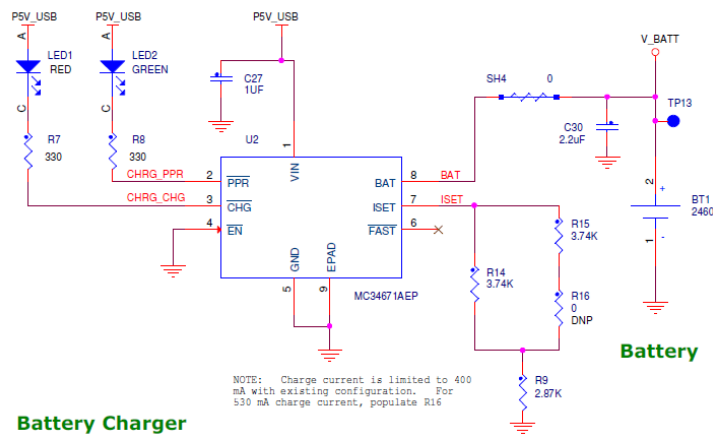 P5V_USB
P5V_USB
P5V_USB
V_BATT
A
A
LED1
RED
LED2
GREEN
C
C
R7
330
R8
330
C27
1UF
SH4
0
TP13
C30
2.2uF
U2
1
VIN
CHRG_PPR
2
PPR
CHRG_CHG
3
CHG
4
EN
BAT
8
BAT
ISET
7
ISET
FAST
6
GND
EPAD
5
9
MC34671AEP
R15
3.74K
R14
3.74K
R16
0
DNP
R9
2.87K
2
+
BT1
2460
1
-
Battery
NOTE: Charge current is limited to 400
mA with existing configuration. For
530 mA charge current, populate R16
Battery Charger